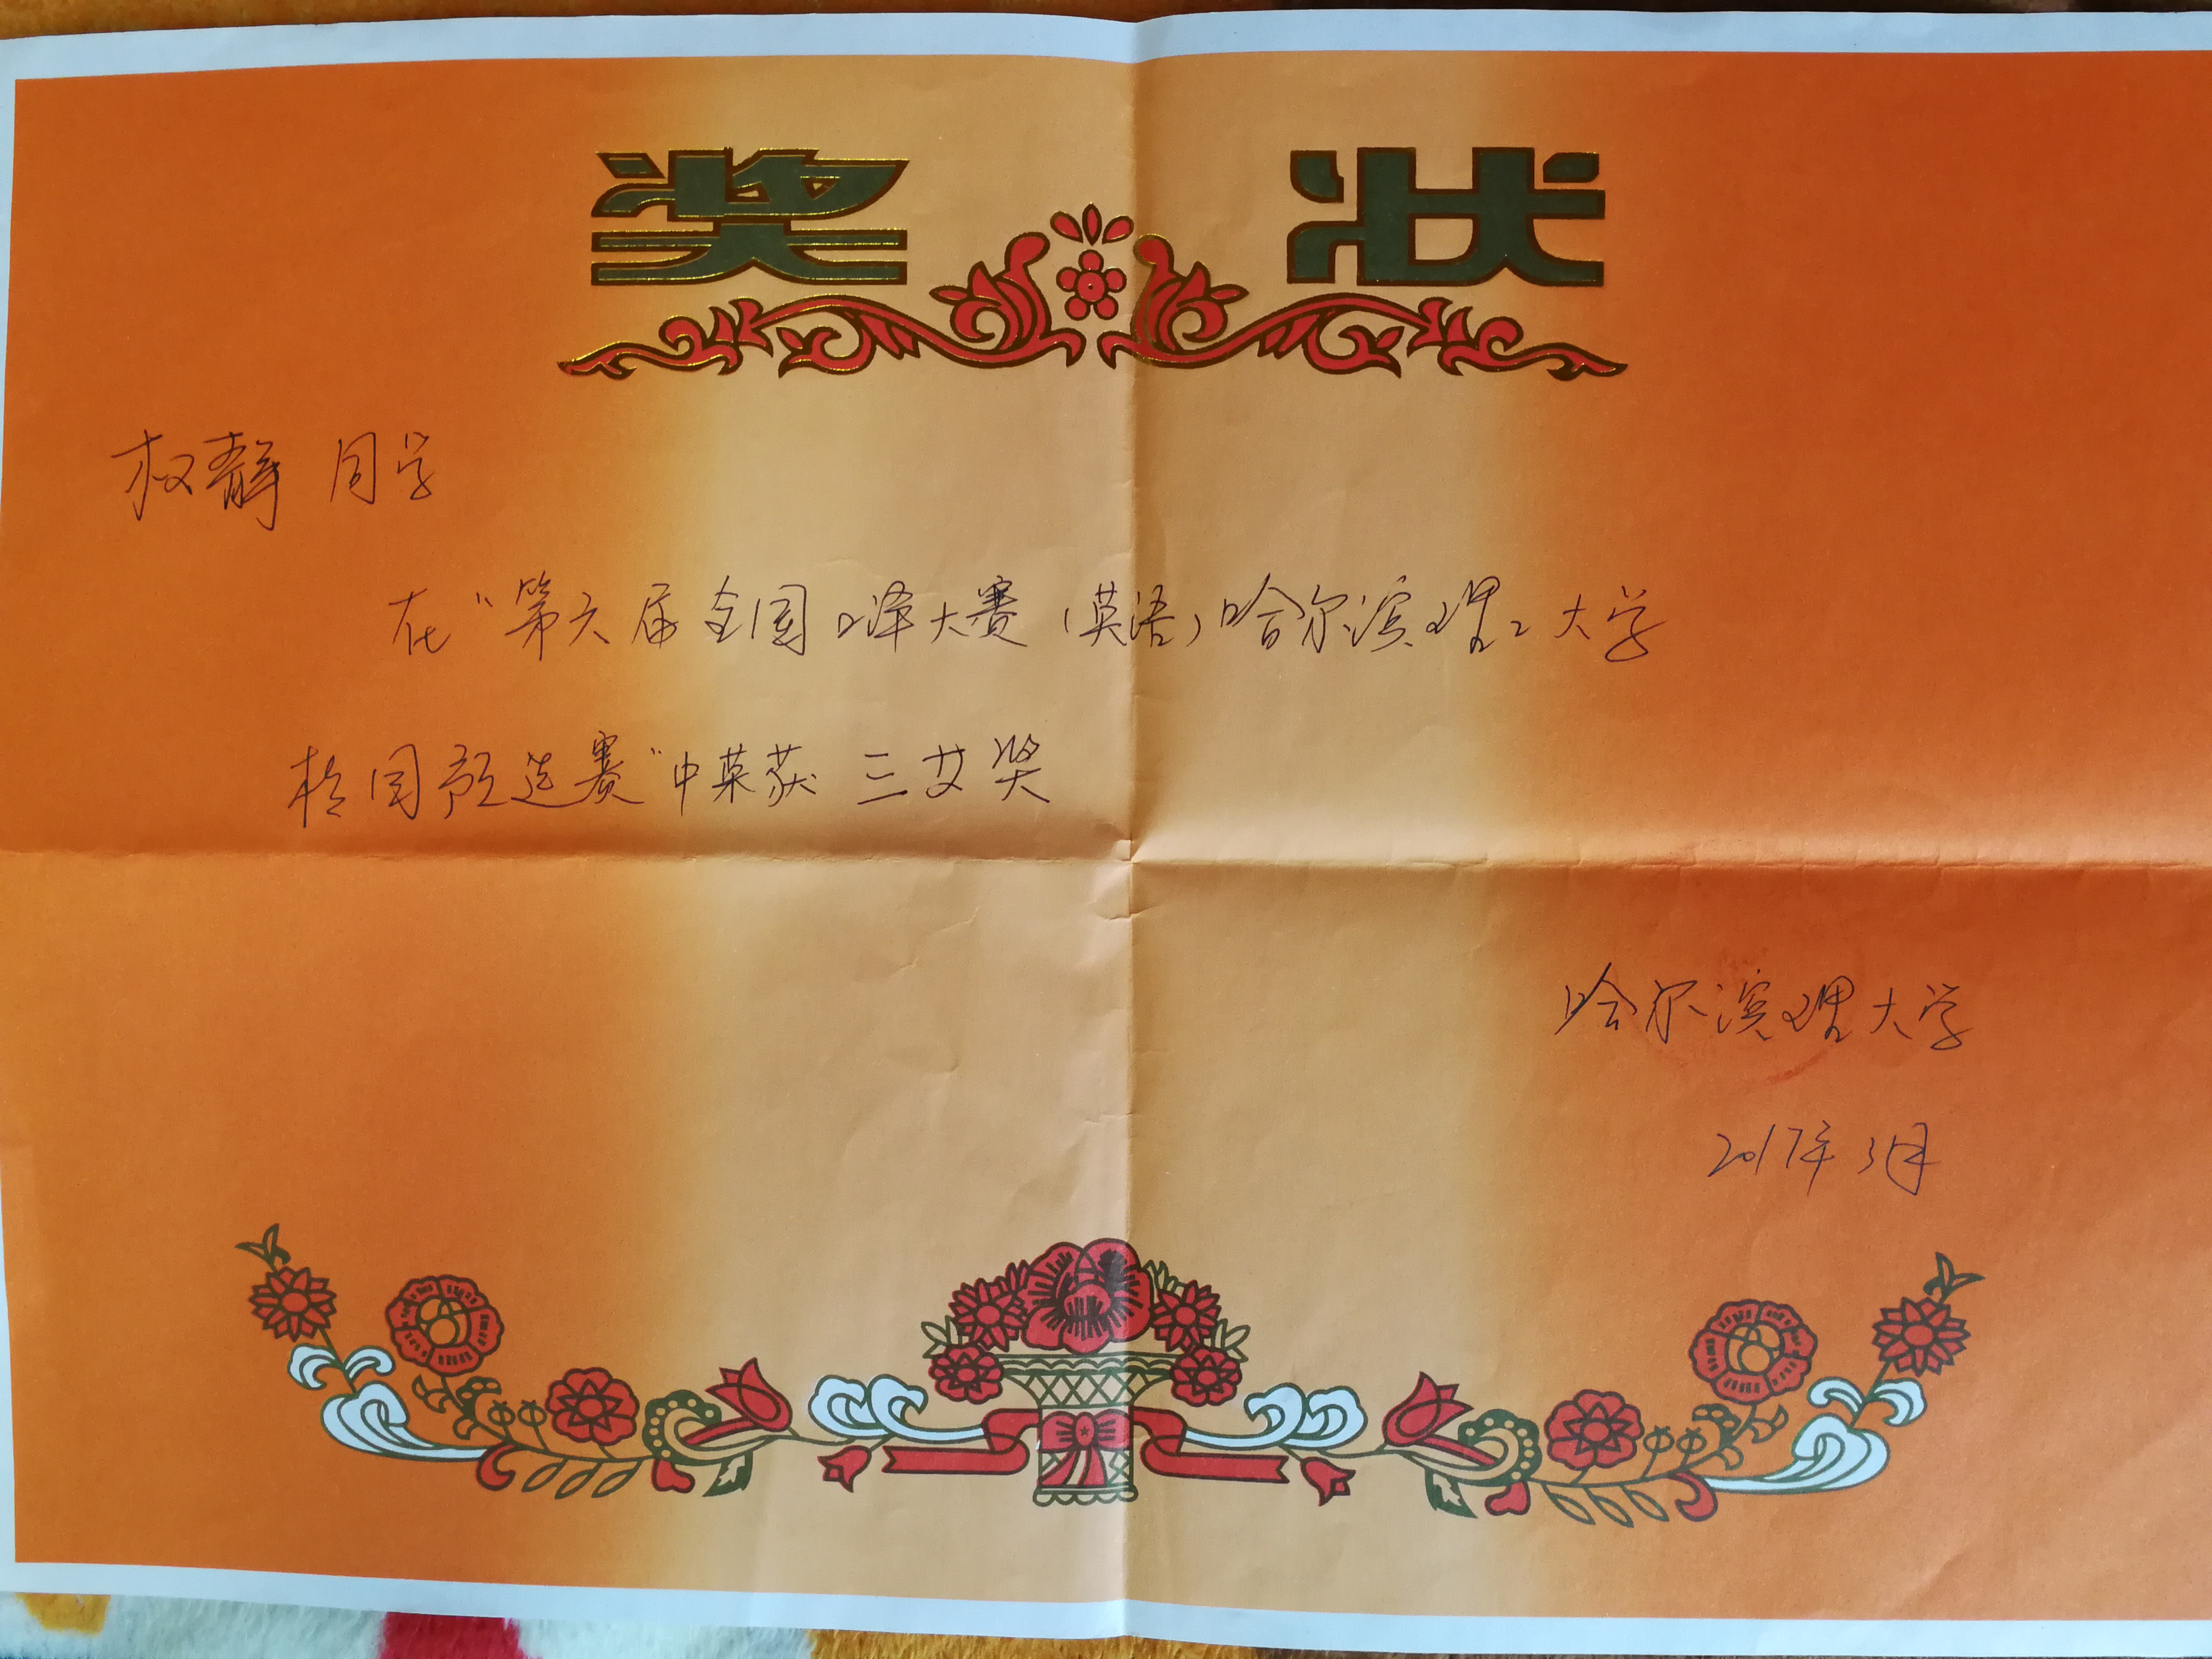 奖状
权静 同学
在“第六届全国口译大赛（英语）哈尔滨理工大学
校园预选赛”中荣获 三等奖
哈尔滨理工大学
2017年3月